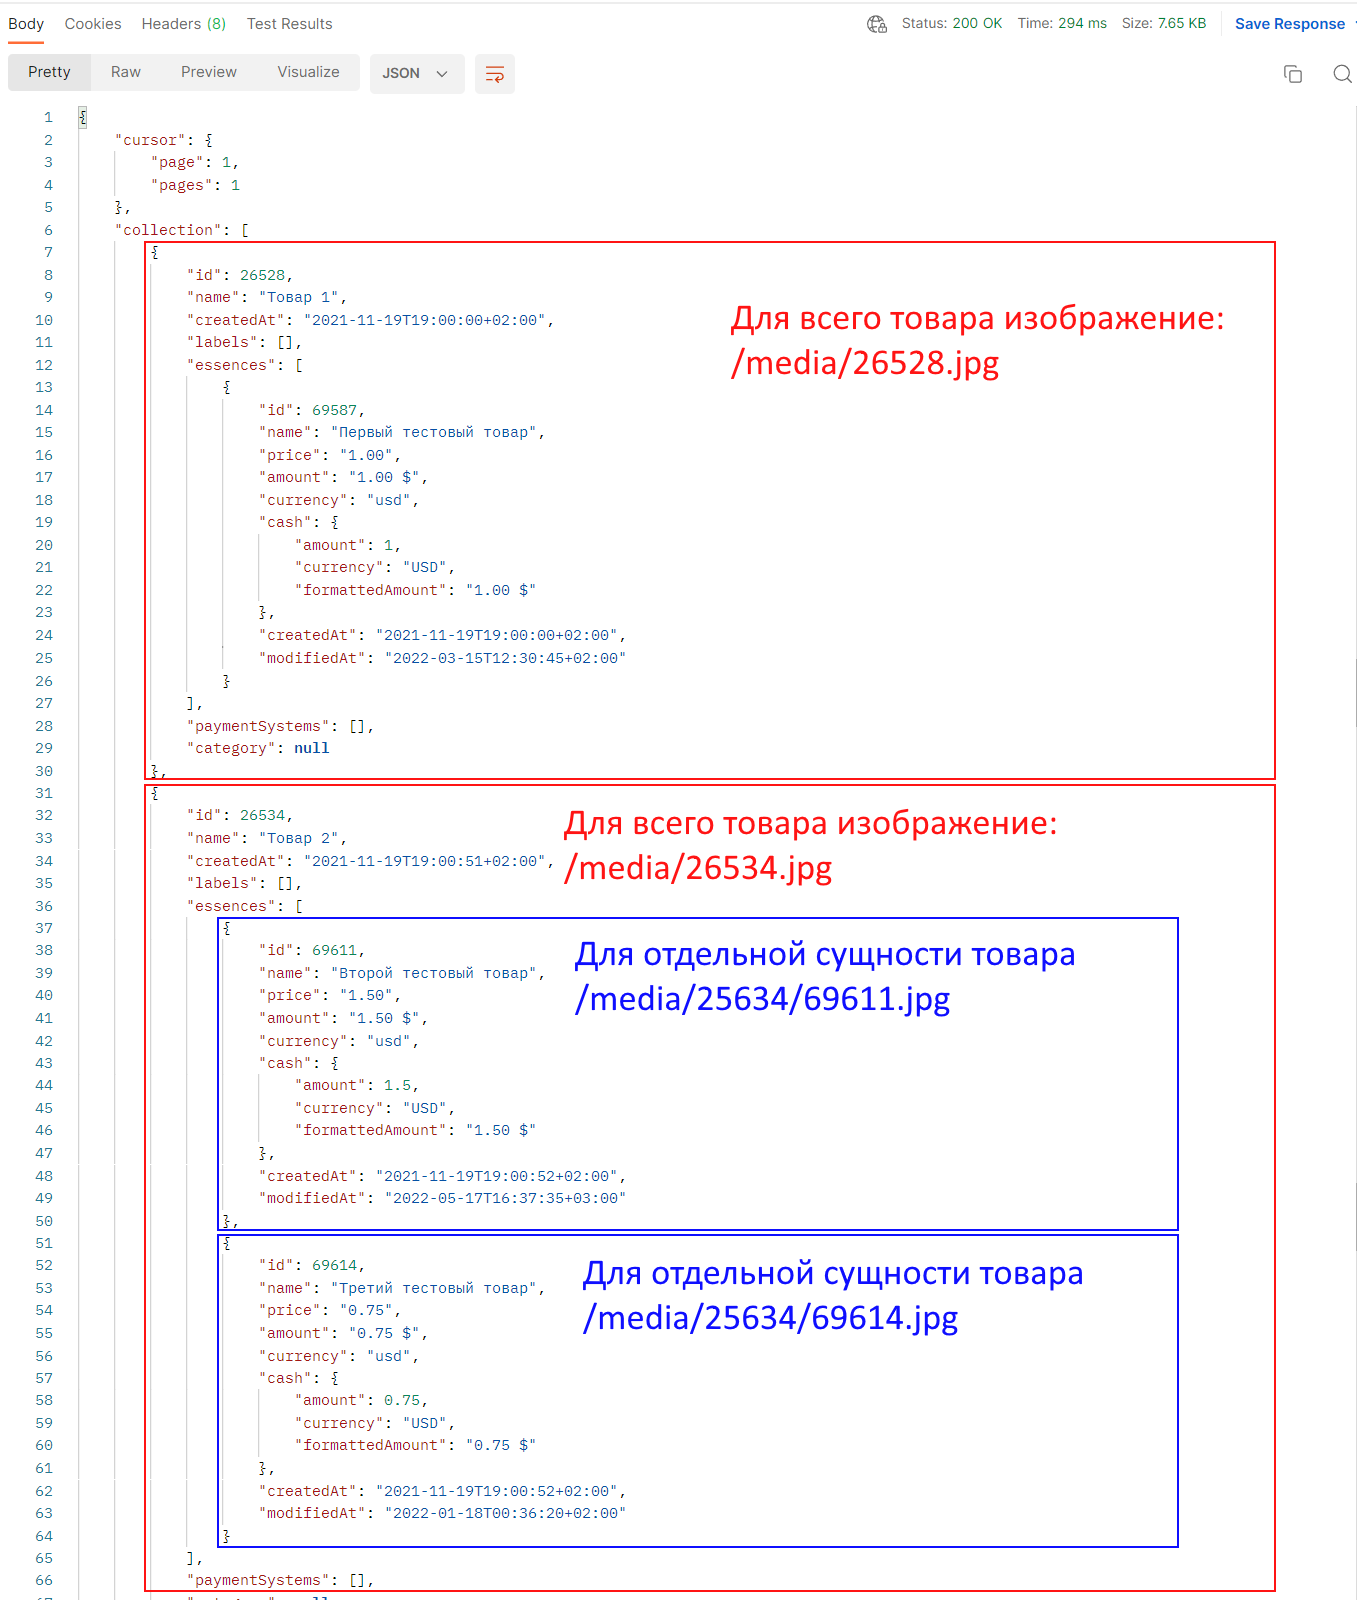 Body Cookies Headers (8) Test Results Status: 200 OK Time: 294 ms Size: 7.65 KB Save Response
Pretty Raw Preview Visualize JSON
1 {
2 "cursor": {
3 "page": 1,
4 "pages": 1
5 },
6 "collection": [
7 {
8 "id": 26528,
9 "name": "Товар 1",
10 "createdAt": "2021-11-19T19:00:00+02:00",
11 "labels": [],
12 "essences": [
Для всего товара изображение:
/media/26528.jpg
13 {
14 "id": 69587,
15 "name": "Первый тестовый товар",
16 "price": "1.00",
17 "amount": "1.00 $",
18 "currency": "usd",
19 "cash": {
20 "amount": 1,
21 "currency": "USD",
22 "formattedAmount": "1.00 $"
23 },
24 "createdAt": "2021-11-19T19:00:00+02:00",
25 "modifiedAt": "2022-03-15T12:30:45+02:00"
26 }
27 ],
28 "paymentSystems": [],
29 "category": null
30 },
31 {
32 "id": 26534,
33 "name": "Товар 2",
34 "createdAt": "2021-11-19T19:00:51+02:00",
35 "labels": [],
36 "essences": [
Для всего товара изображение:
/media/26534.jpg
37 {
38 "id": 69611,
39 "name": "Второй тестовый товар",
40 "price": "1.50",
41 "amount": "1.50 $",
42 "currency": "usd",
43 "cash": {
44 "amount": 1.5,
45 "currency": "USD",
46 "formattedAmount": "1.50 $"
47 },
48 "createdAt": "2021-11-19T19:00:52+02:00",
49 "modifiedAt": "2022-05-17T16:37:35+03:00"
50 },
Для отдельной сущности товара
/media/25634/69611.jpg
51 {
52 "id": 69614,
53 "name": "Третий тестовый товар",
54 "price": "0.75",
55 "amount": "0.75 $",
56 "currency": "usd",
57 "cash": {
58 "amount": 0.75,
59 "currency": "USD",
60 "formattedAmount": "0.75 $"
61 },
62 "createdAt": "2021-11-19T19:00:52+02:00",
63 "modifiedAt": "2022-01-18T00:36:20+02:00"
64 }
Для отдельной сущности товара
/media/25634/69614.jpg
65 ],
66 "paymentSystems": [],